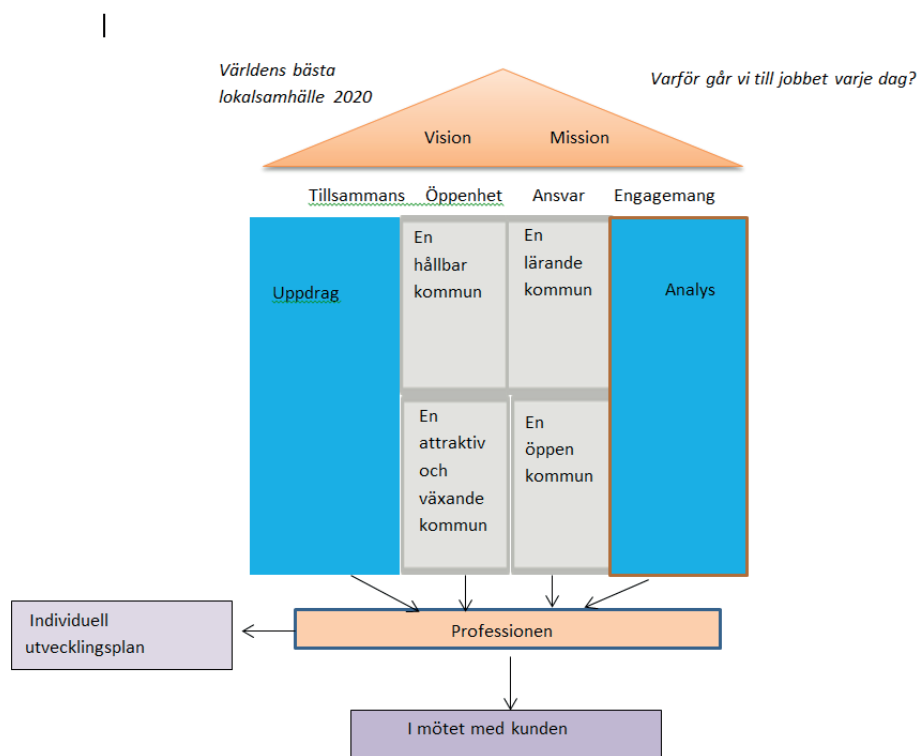 Världens bästa
lokalsamhälle 2020
Varför går vi till jobbet varje dag?
Vision Mission
Tillsammans Öppenhet Ansvar Engagemang
Uppdrag
En
hållbar
kommun
En
lärande
kommun
Analys
En
attraktiv
och
växande
kommun
En
öppen
kommun
Individuell
utvecklingsplan
Professionen
I mötet med kunden